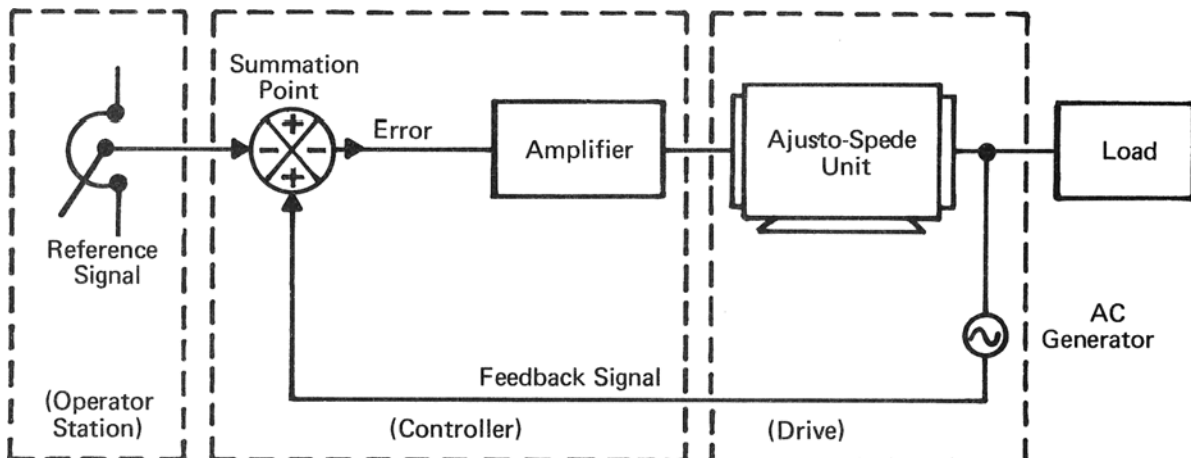 Summation
Point
Error
Amplifier
Ajusto-Spede
Unit
Load
Reference
Signal
AC
Generator
Feedback Signal
(Operator
Station)
(Controller)
(Drive)